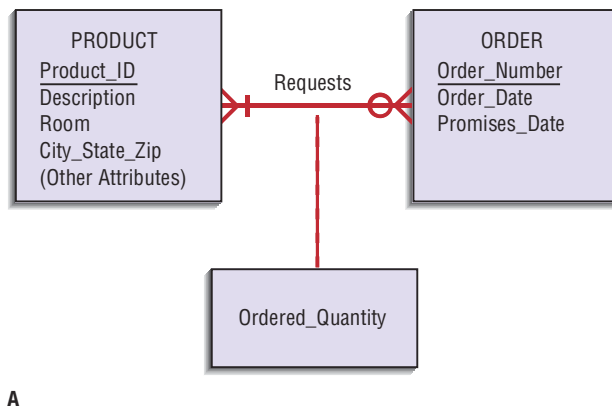 PRODUCT
Product_ID
Description
Room
City_State_Zip
(Other Attributes)
Requests
ORDER
Order_Number
Order_Date
Promises_Date
Ordered_Quantity
A